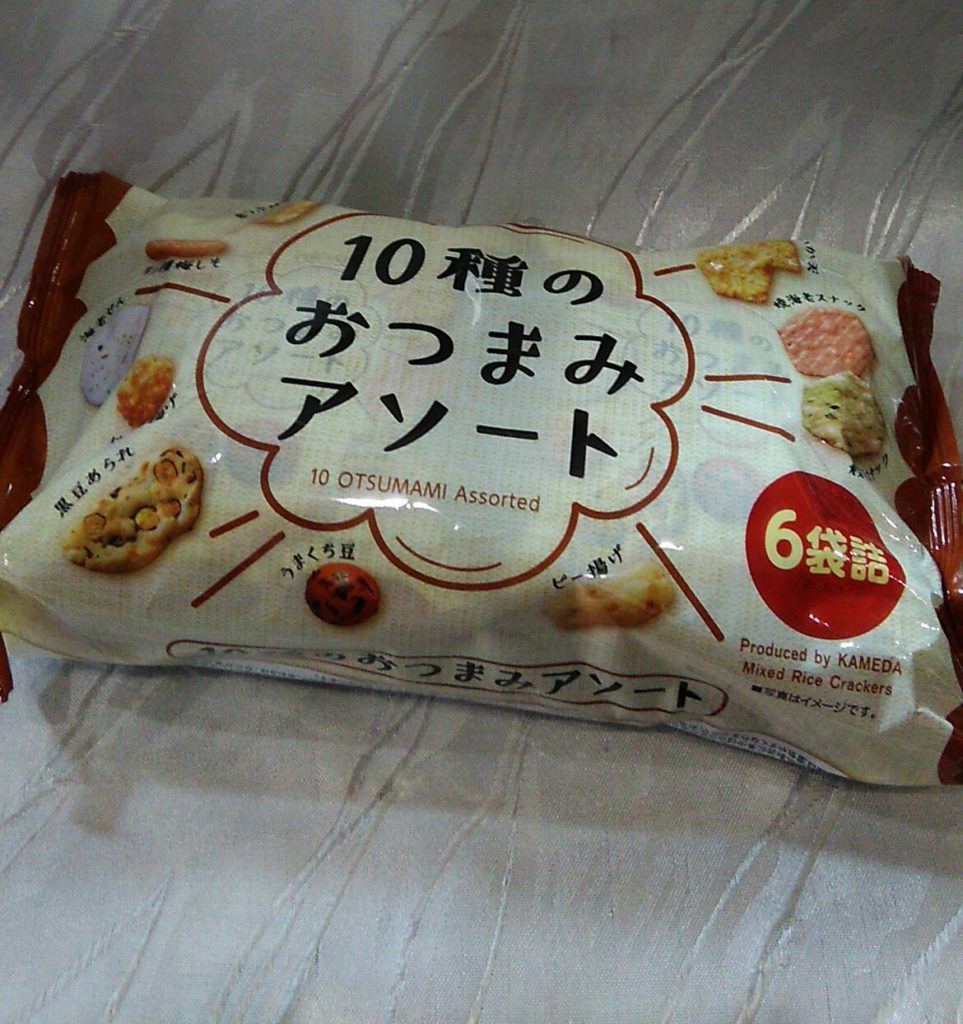 10種の
おつまみ
アソート
10 OTSUMAMI Assorted
焼海老スナック
黒豆あられ
うまくち豆
ピー揚げ
6袋詰
Produced by KAMEDA
Mixed Rice Crackers
■写真はイメージです。
のおつまみアソート